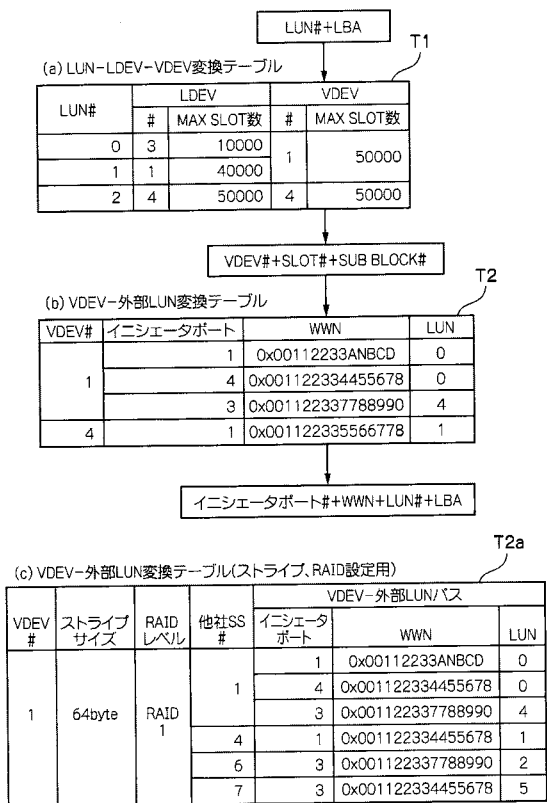 LUN#+LBA
T1
(a) LUN-LDEV-VDEV変換テーブル
LUN# LDEV VDEV
# MAX SLOT数 # MAX SLOT数
0 3 10000 1 50000
1 1 40000
2 4 50000 4 50000
VDEV#+SLOT#+SUB BLOCK#
T2
(b) VDEV-外部LUN変換テーブル
VDEV# イニシェータポート WWN LUN
1 1 0x00112233ANBCD 0
4 0x001122334455678 0
3 0x001122337788990 4
4 1 0x001122335566778 1
イニシェータポート#+WWN+LUN#+LBA
T2a
(c) VDEV-外部LUN変換テーブル(ストライプ、RAID設定用)
VDEV # ストライプサイズ RAIDレベル 他社SS # VDEV-外部LUNパス
イニシェータポート WWN LUN
1 64byte RAID 1 1 1 0x00112233ANBCD 0
4 0x001122334455678 0
3 0x001122337788990 4
4 1 0x001122334455678 1
6 3 0x001122337788990 2
7 3 0x001122334455678 5